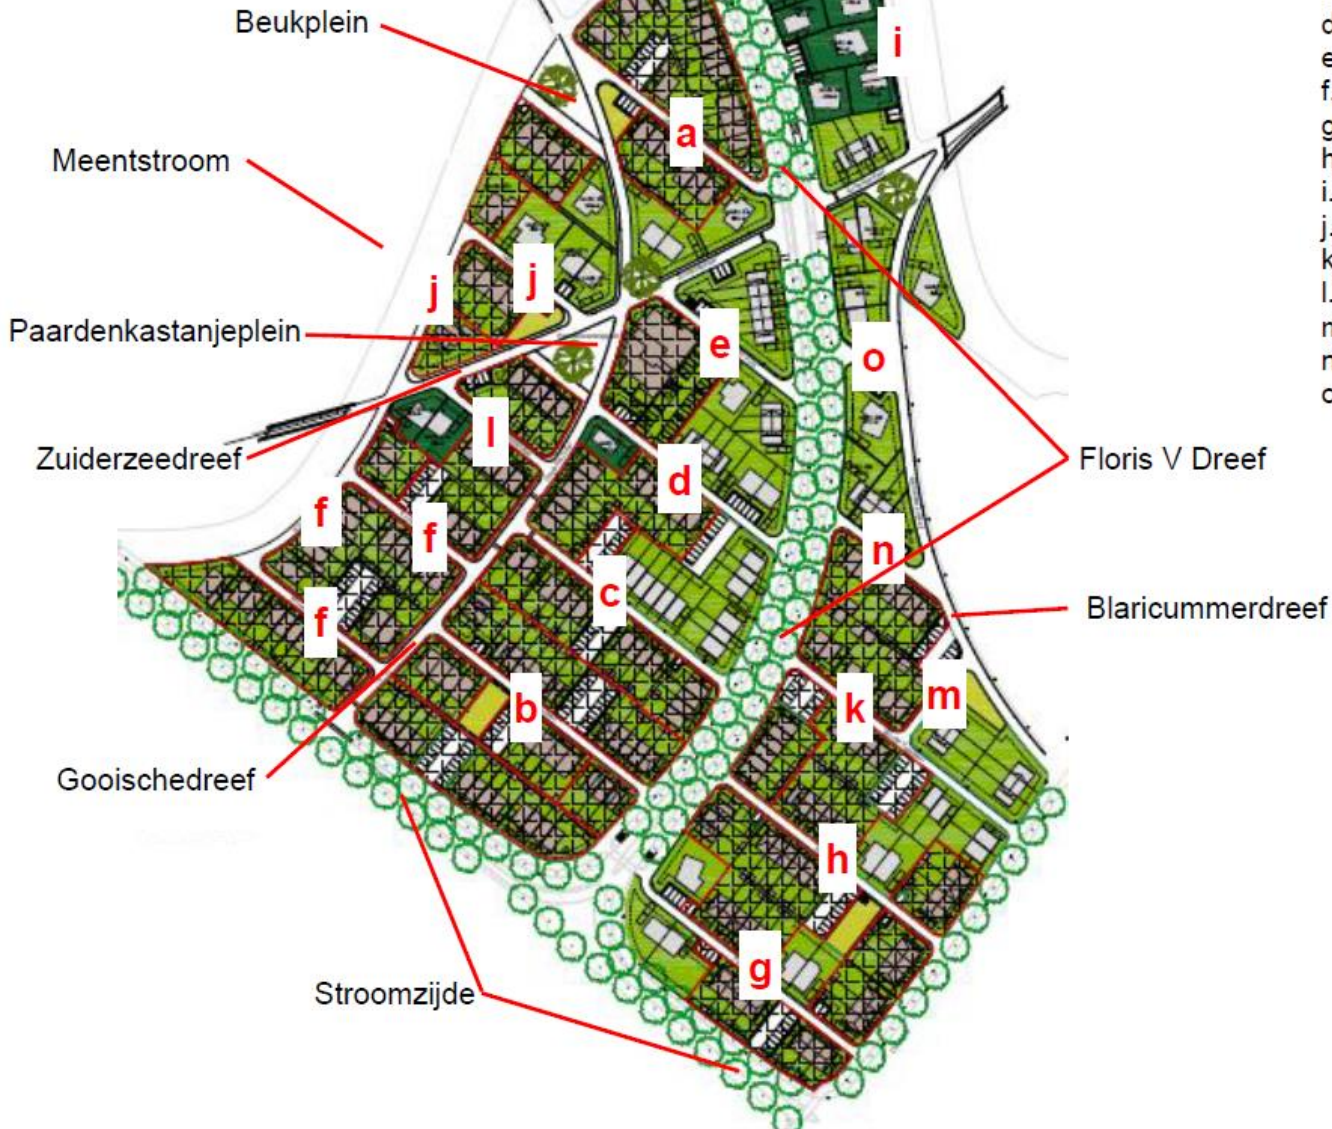 Beukplein
i
a
Meentstroom
j
j
Paardenkastanjeplein
e
o
Zuiderzeedreef
l
Floris V Dreef
d
f
f
n
c
f
Blaricummerdreef
b
k
m
Gooischedreef
h
g
Stroomzijde
e
f.
g
h
i.
j.
k
l.